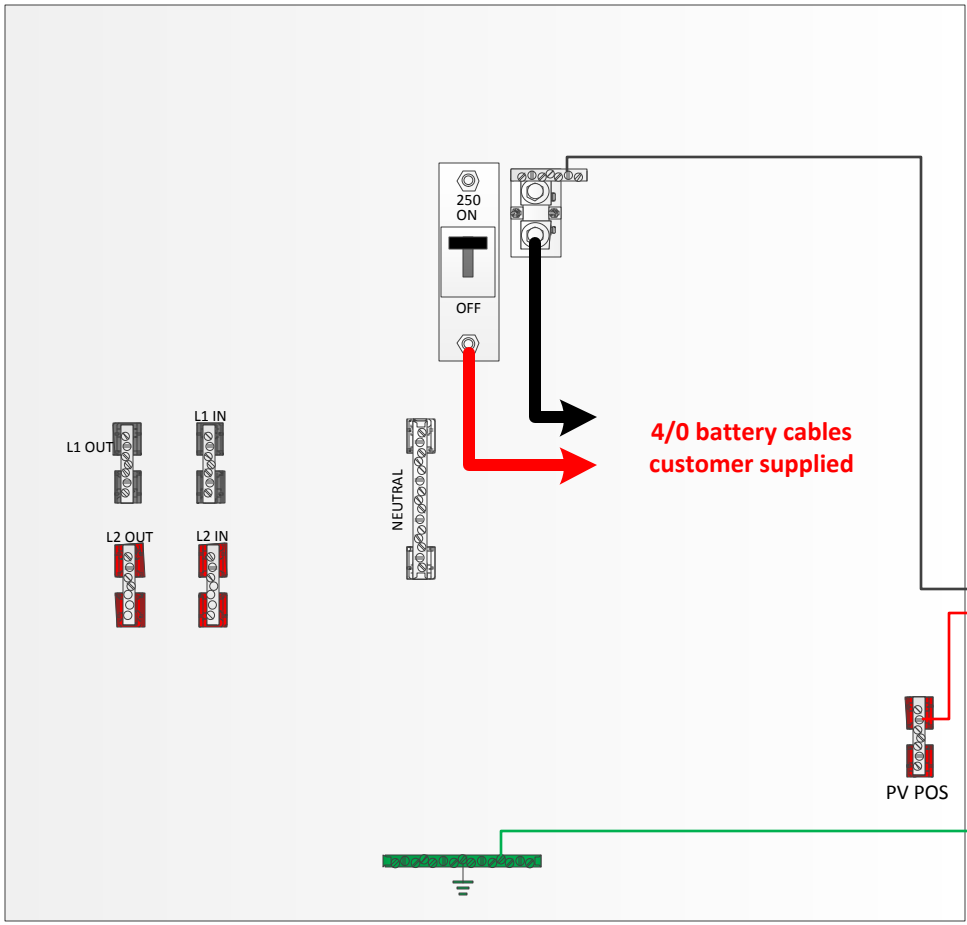 250
ON
OFF
L1 IN
L1 OUT
4/0 battery cables
customer supplied
NEUTRAL
L2 OUT
L2 IN
PV POS